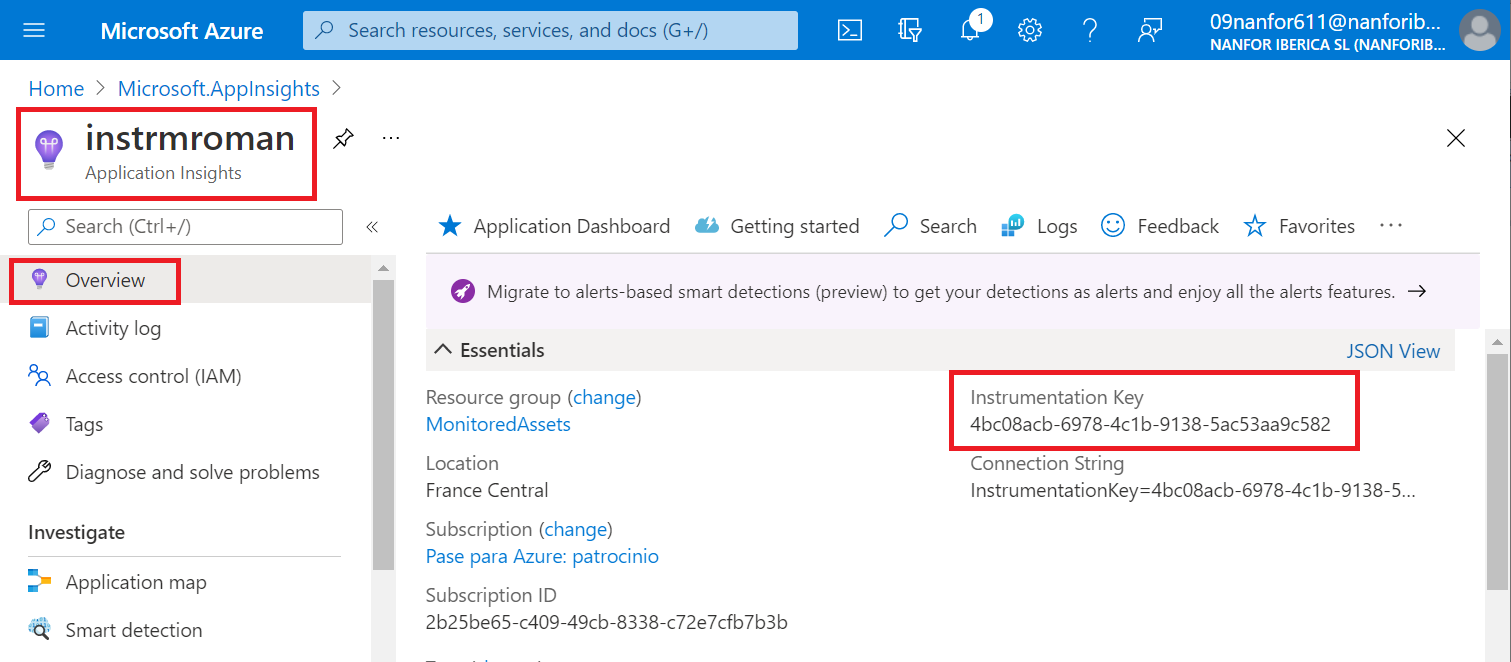 Microsoft Azure
Search resources, services, and docs (G+/)
1
09nanfor611@nanforib...
NANFOR IBERICA SL (NANFORIB...
Home > Microsoft.AppInsights >
instrmroman
...
Application Insights
Search (Ctrl+/)
«
Application Dashboard
Getting started
Search
Logs
Feedback
Favorites
...
Overview
Activity log
Access control (IAM)
Tags
Diagnose and solve problems
Investigate
Application map
Smart detection
Migrate to alerts-based smart detections (preview) to get your detections as alerts and enjoy all the alerts features. →
Essentials
JSON View
Resource group (change)
MonitoredAssets
Location
France Central
Subscription (change)
Pase para Azure: patrocinio
Subscription ID
2b25be65-c409-49cb-8338-c72e7cfb7b3b
Instrumentation Key
4bc08acb-6978-4c1b-9138-5ac53aa9c582
Connection String
InstrumentationKey=4bc08acb-6978-4c1b-9138-5...